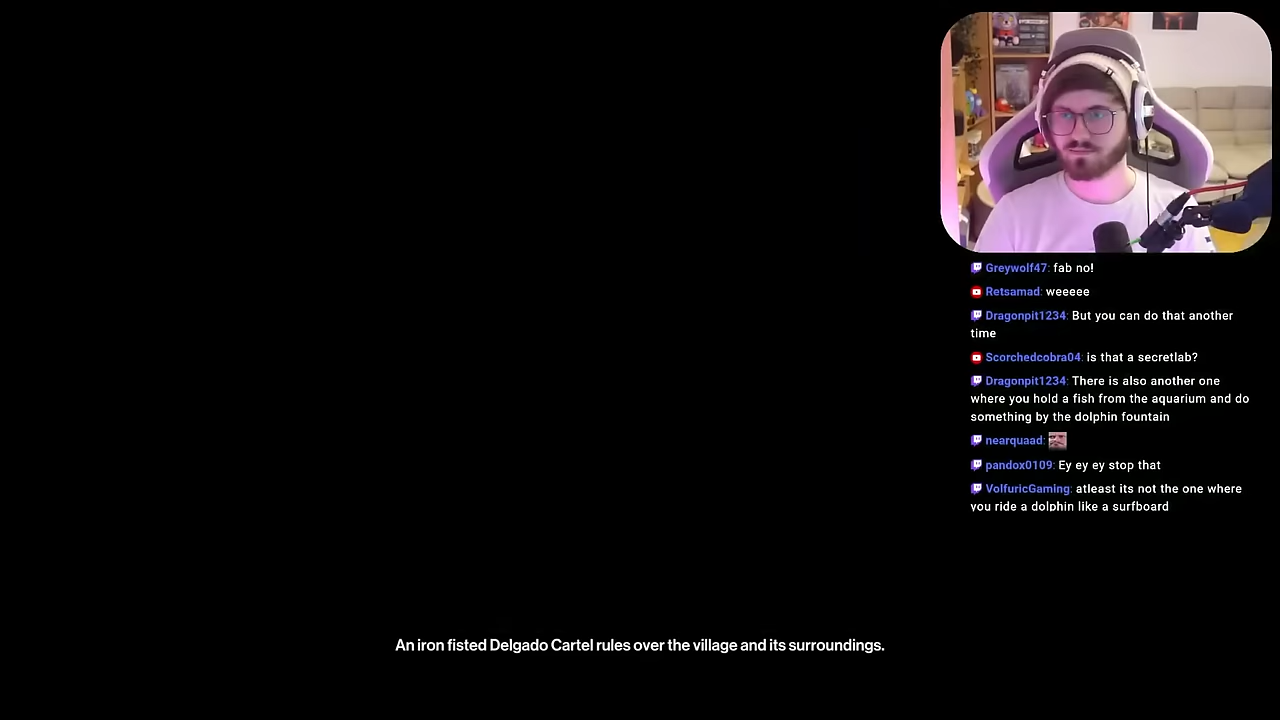 Greywolf47: fab no!
Retsamad: weeeee
Dragonpit1234: But you can do that another
time
Scorchedcobra04: is that a secretlab?
Dragonpit1234: There is also another one
where you hold a fish from the aquarium and do
something by the dolphin fountain
nearquaad:
pandox0109: Ey ey ey stop that
VolfuricGaming: atleast its not the one where
you ride a dolphin like a surfboard
An iron fisted Delgado Cartel rules over the village and its surroundings.